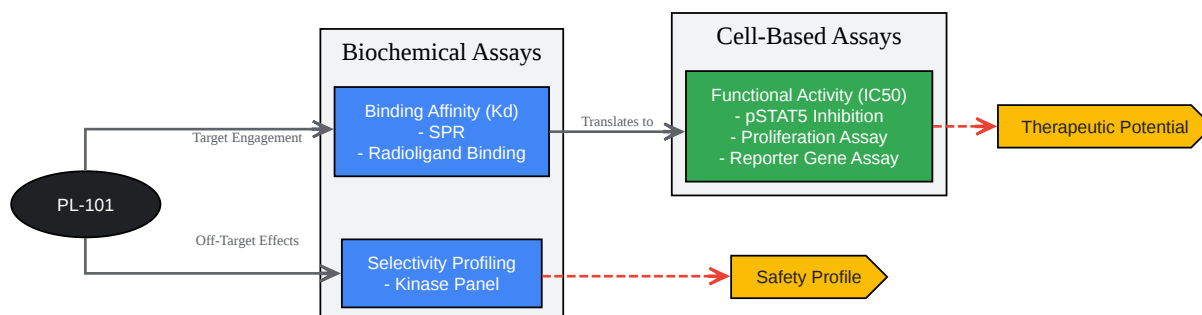 Biochemical Assays
Cell-Based Assays
Binding Affinity (Kd)
- SPR
- Radioligand Binding
Functional Activity (IC50)
- pSTAT5 Inhibition
- Proliferation Assay
- Reporter Gene Assay
Target Engagement
Translates to
Therapeutic Potential
PL-101
Off-Target Effects
Selectivity Profiling
- Kinase Panel
Safety Profile